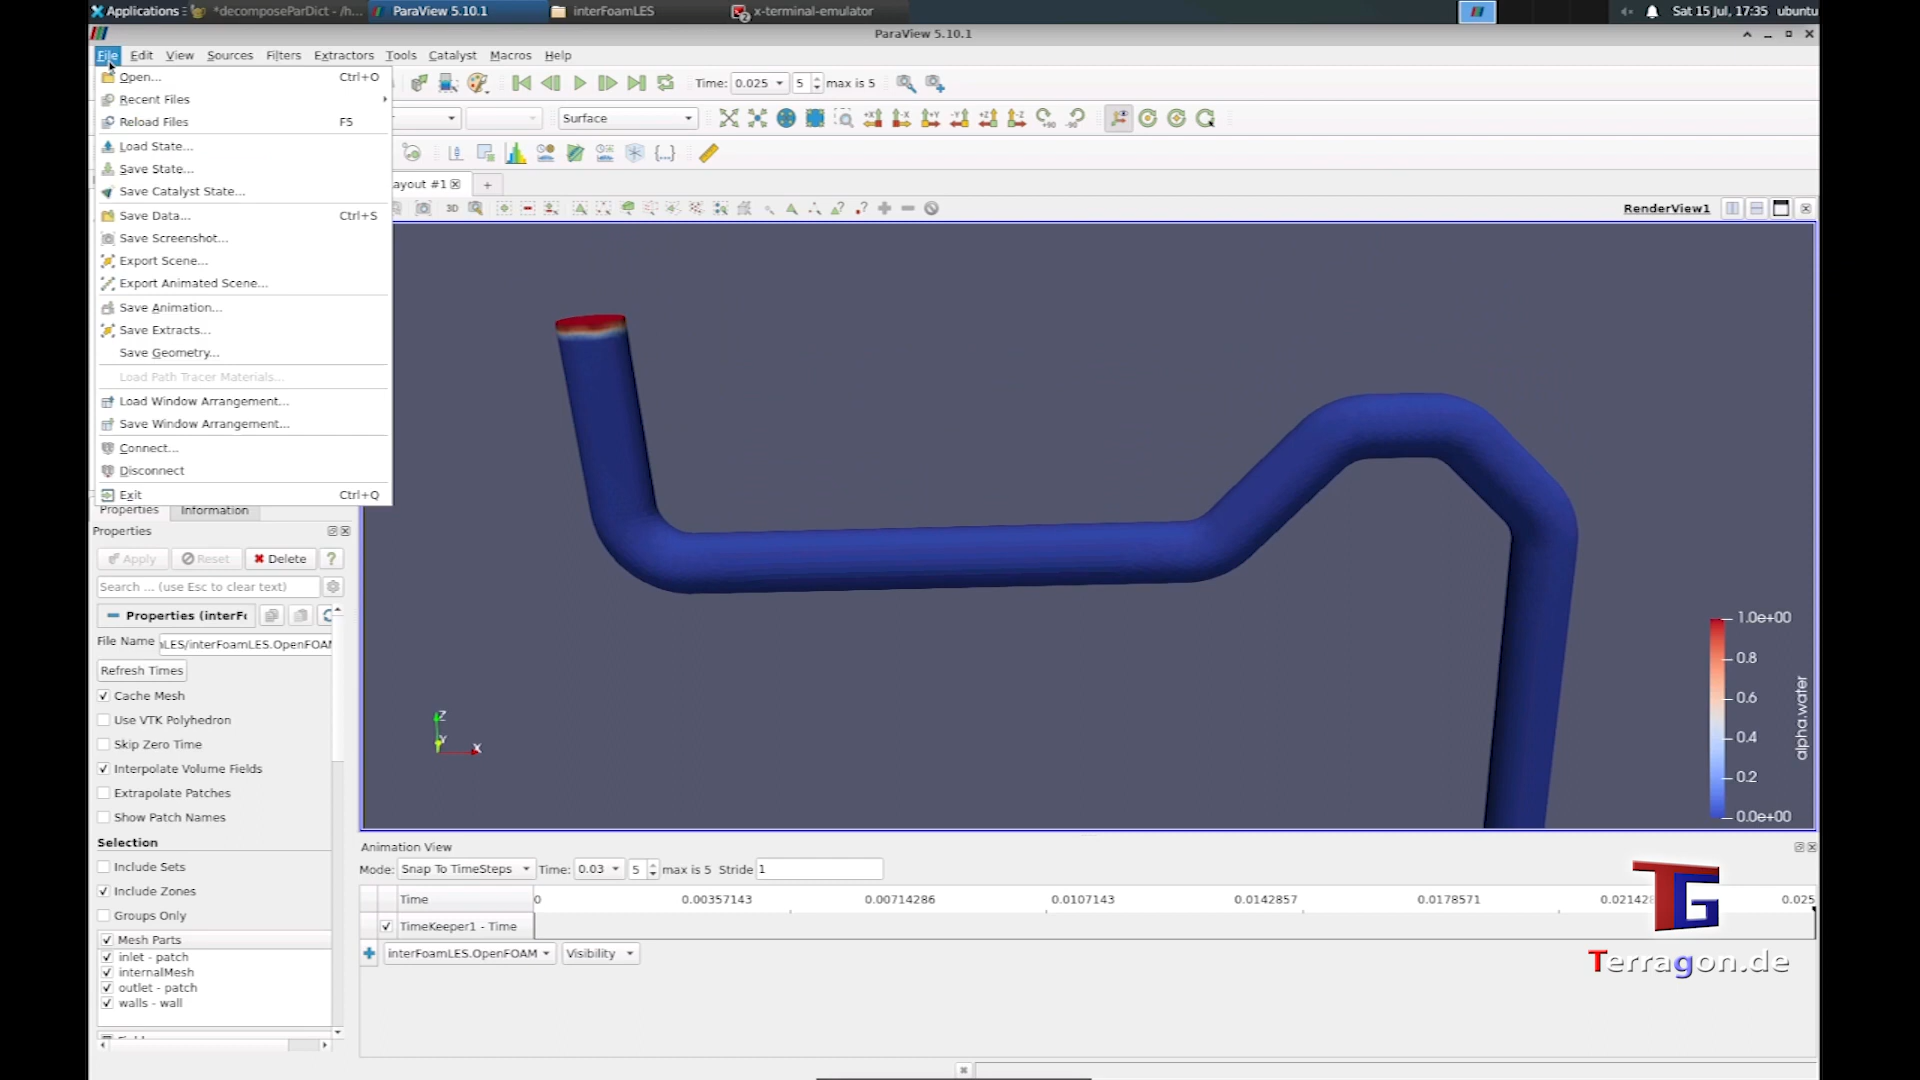 Applications
*decomposeParDict - /h...
ParaView 5.10.1
interFoamLES
x-terminal-emulator
Sat 15 Jul, 17:35
ubuntu
ParaView 5.10.1
File Edit View Sources Filters Extractors Tools Catalyst Macros Help
Open... Ctrl+O
Recent Files
Reload Files F5
Load State...
Save State...
Save Catalyst State...
Save Data... Ctrl+S
Save Screenshot...
Export Scene...
Export Animated Scene...
Save Animation...
Save Extracts...
Save Geometry...
Load Path Tracer Materials...
Load Window Arrangement...
Save Window Arrangement...
Connect...
Disconnect
Exit Ctrl+Q
Time: 0.025 5 max is 5
Surface
+X -X +Y -Y +Z -Z +90 -90
ayout #1
3D
RenderView1
Properties Information
Properties
Apply Reset Delete ?
Search ... (use Esc to clear text)
Properties (interF
File Name LES/interFoamLES.OpenFOAM
Refresh Times
Cache Mesh
Use VTK Polyhedron
Skip Zero Time
Interpolate Volume Fields
Extrapolate Patches
Show Patch Names
Selection
Include Sets
Include Zones
Groups Only
Mesh Parts
inlet - patch
internalMesh
outlet - patch
walls - wall
Z
Y
X
1.0e+00
0.8
0.6
0.4
0.2
0.0e+00
alpha.water
Animation View
Mode: Snap To TimeSteps Time: 0.03 5 max is 5 Stride 1
Time 0 0.00357143 0.00714286 0.0107143 0.0142857 0.0178571 0.021428 0.025
TimeKeeper1 - Time
interFoamLES.OpenFOAM Visibility
TG
Terragon.de